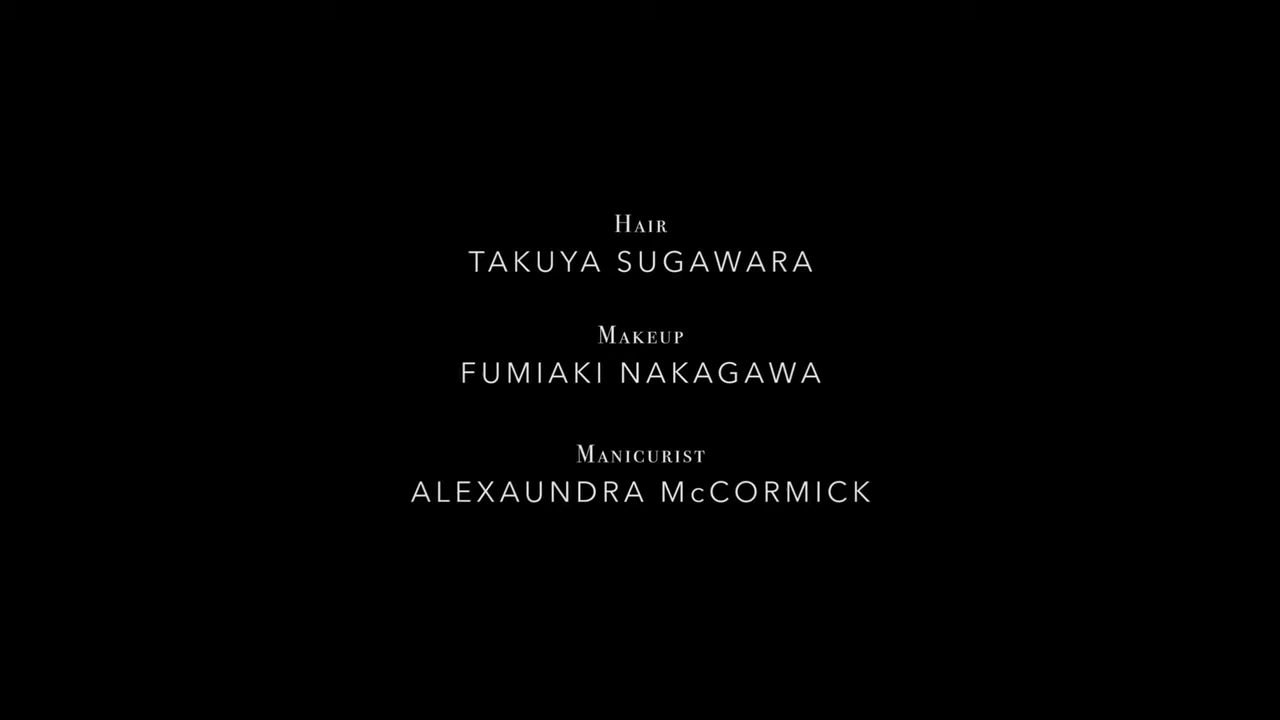 Hair
TAKUYA SUGAWARA
Makeup
FUMIAKI NAKAGAWA
Manicurist
ALEXAUNDRA McCORMICK